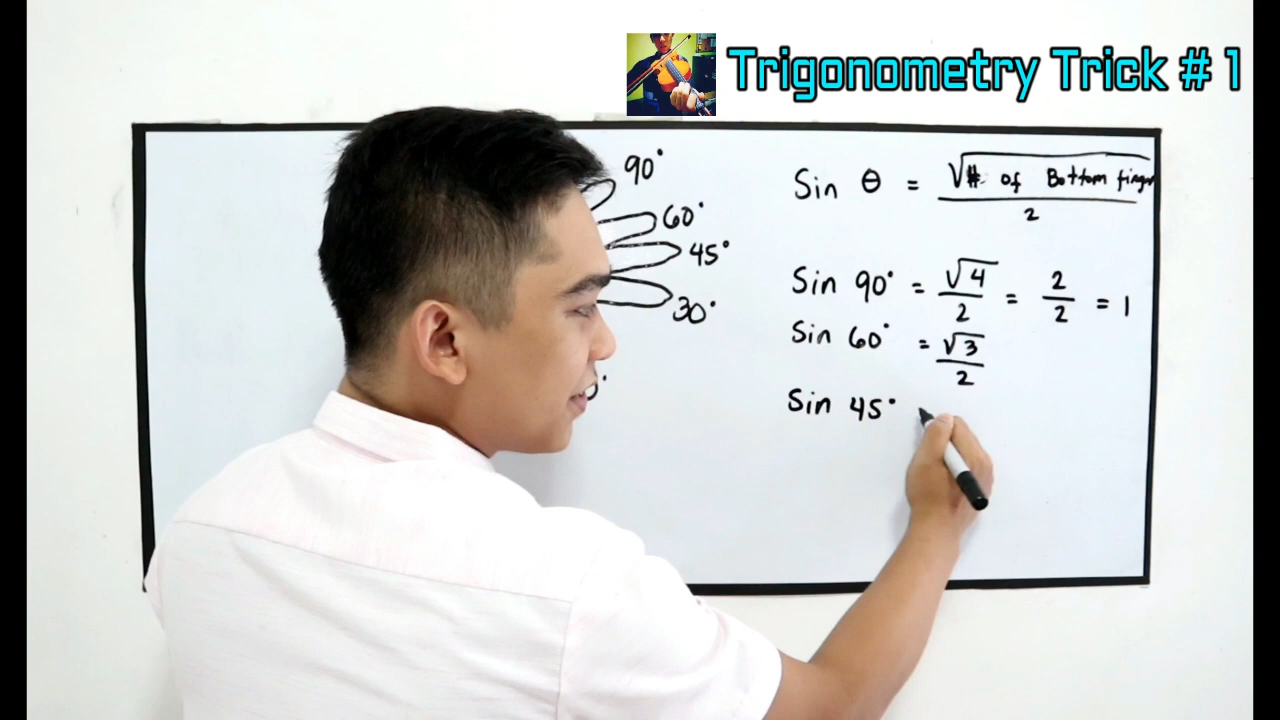 Trigonometry Trick # 1
90°
60°
45°
30°
Sin θ = √# of Bottom finger / 2
Sin 90° = √4 / 2 = 2 / 2 = 1
Sin 60° = √3 / 2
Sin 45°